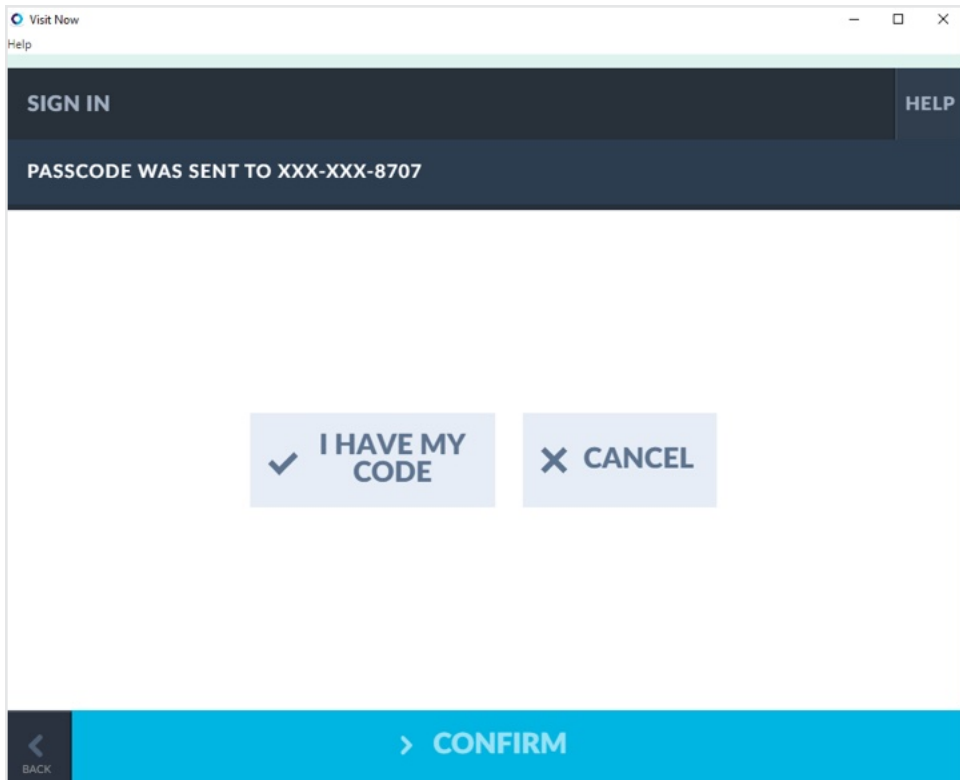 Visit Now
Help
SIGN IN
HELP
PASSCODE WAS SENT TO XXX-XXX-8707
I HAVE MY
CODE
CANCEL
BACK
CONFIRM